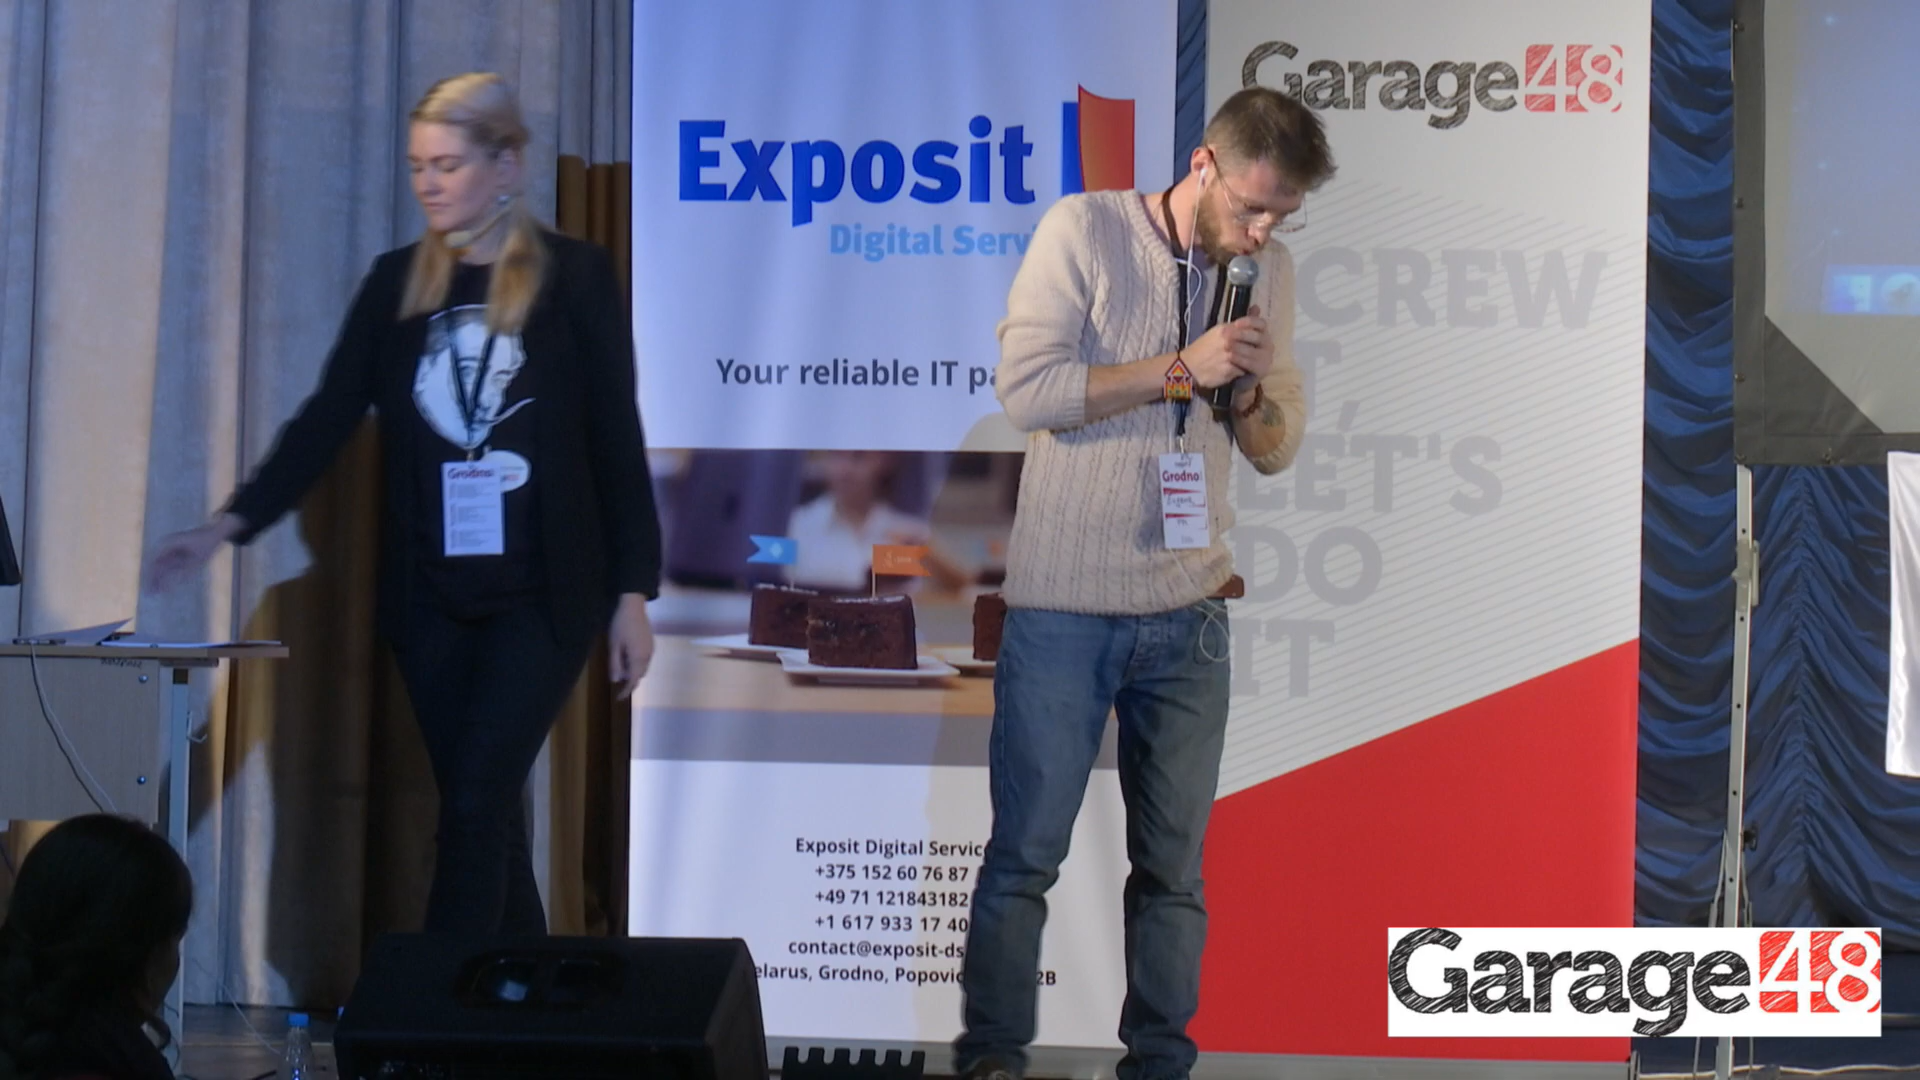 Exposit
Digital Servi
Your reliable IT pa
Exposit Digital Servic
+375 152 60 76 87
+49 71 121843182
+1 617 933 17 40
contact@exposit-ds
elarus, Grodno, Popovic 2B
Garage48
CREW
T,
LET'S
DO
IT
Grodno
Grodno
Garage48